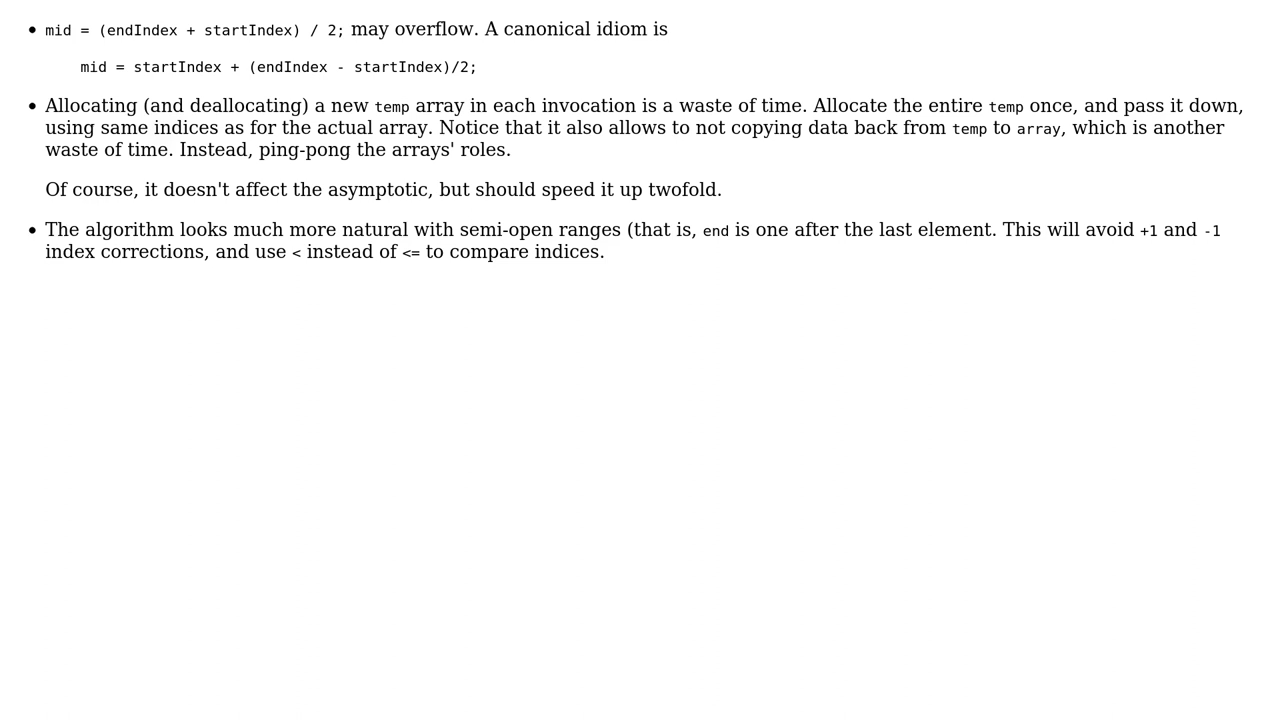 • mid = (endIndex + startIndex) / 2; may overflow. A canonical idiom is
mid = startIndex + (endIndex - startIndex)/2;
• Allocating (and deallocating) a new temp array in each invocation is a waste of time. Allocate the entire temp once, and pass it down,
using same indices as for the actual array. Notice that it also allows to not copying data back from temp to array, which is another
waste of time. Instead, ping-pong the arrays' roles.
Of course, it doesn't affect the asymptotic, but should speed it up twofold.
• The algorithm looks much more natural with semi-open ranges (that is, end is one after the last element. This will avoid +1 and -1
index corrections, and use < instead of <= to compare indices.